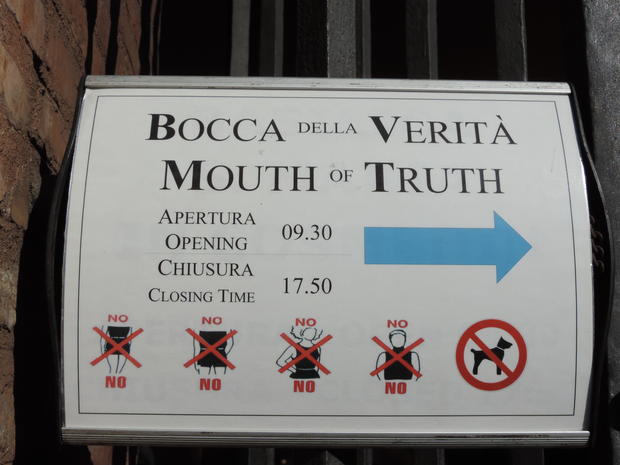 BOCCA DELLA VERITÀ
MOUTH OF TRUTH
APERTURA
OPENING 09.30
CHIUSURA
CLOSING TIME 17.50
NO NO NO NO
NO NO NO NO